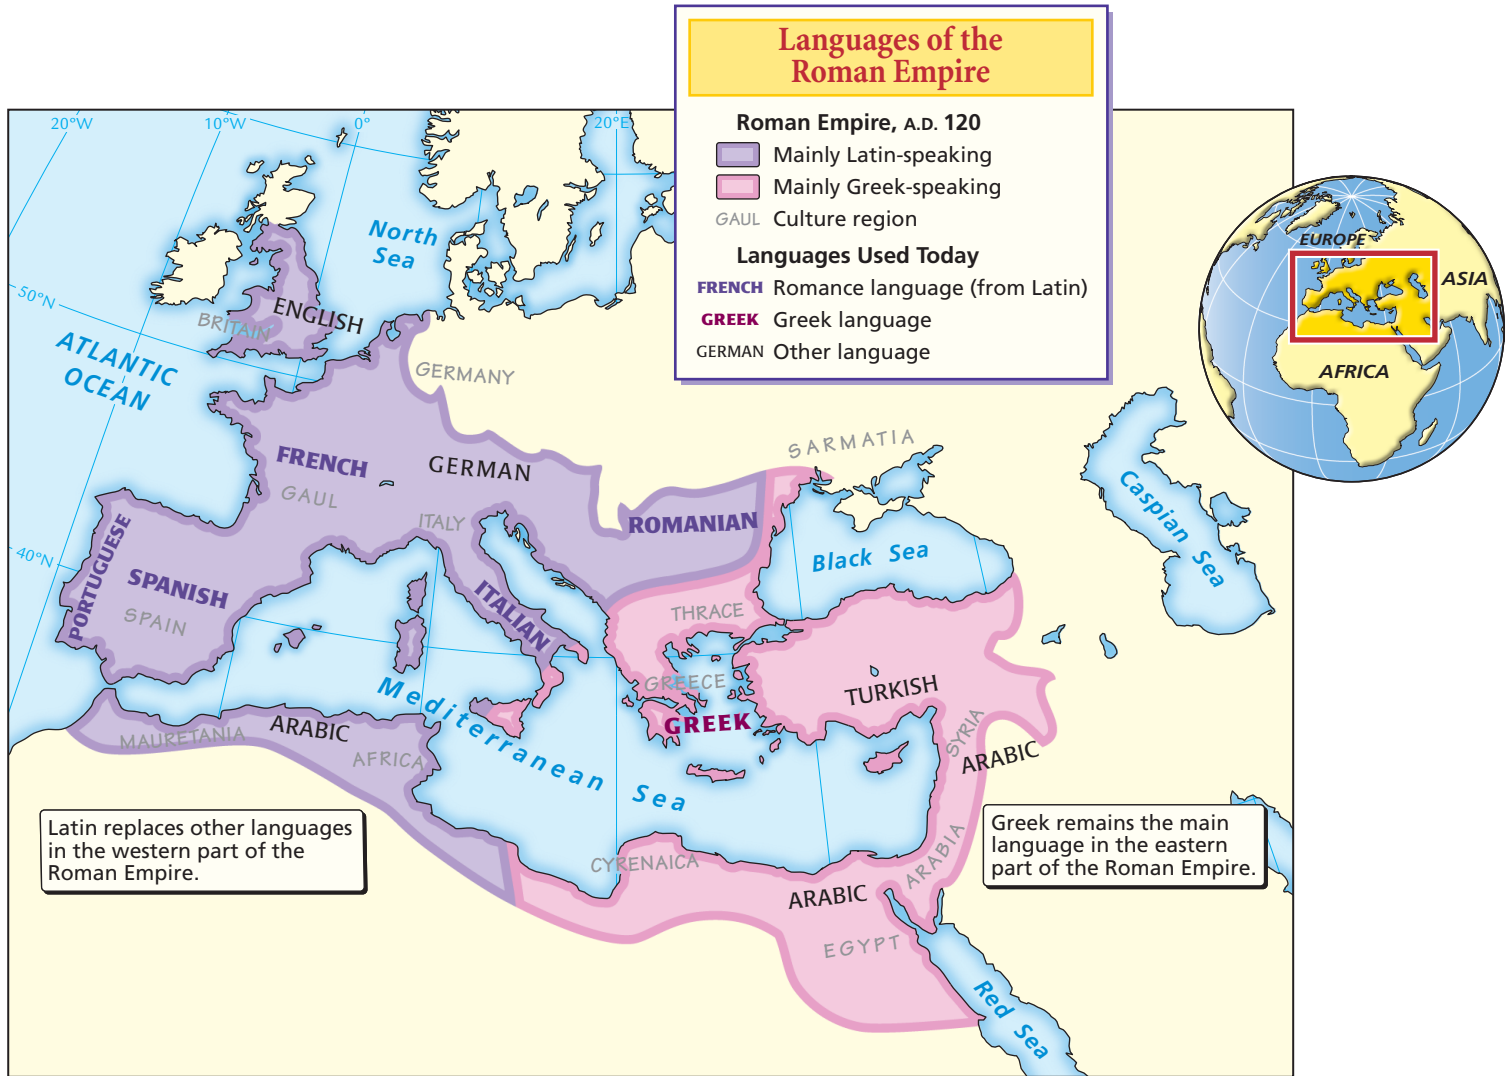 Languages of the
Roman Empire
Roman Empire, A.D. 120
Mainly Latin-speaking
Mainly Greek-speaking
GAUL Culture region
Languages Used Today
FRENCH Romance language (from Latin)
GREEK Greek language
GERMAN Other language
20°W
10°W
0°
20°E
50°N
40°N
North
Sea
ATLANTIC
OCEAN
ENGLISH
BRITAIN
GERMANY
FRENCH
GERMAN
GAUL
ITALY
SARMATIA
ROMANIAN
Black Sea
Caspian Sea
PORTUGUESE
SPANISH
SPAIN
ITALIAN
THRACE
GREECE
GREEK
TURKISH
Mediterranean Sea
MAURETANIA
ARABIC
AFRICA
SYRIA
ARABIC
ARABIA
CYRENAICA
ARABIC
EGYPT
Red Sea
Latin replaces other languages
in the western part of the
Roman Empire.
Greek remains the main
language in the eastern
part of the Roman Empire.
EUROPE
ASIA
AFRICA